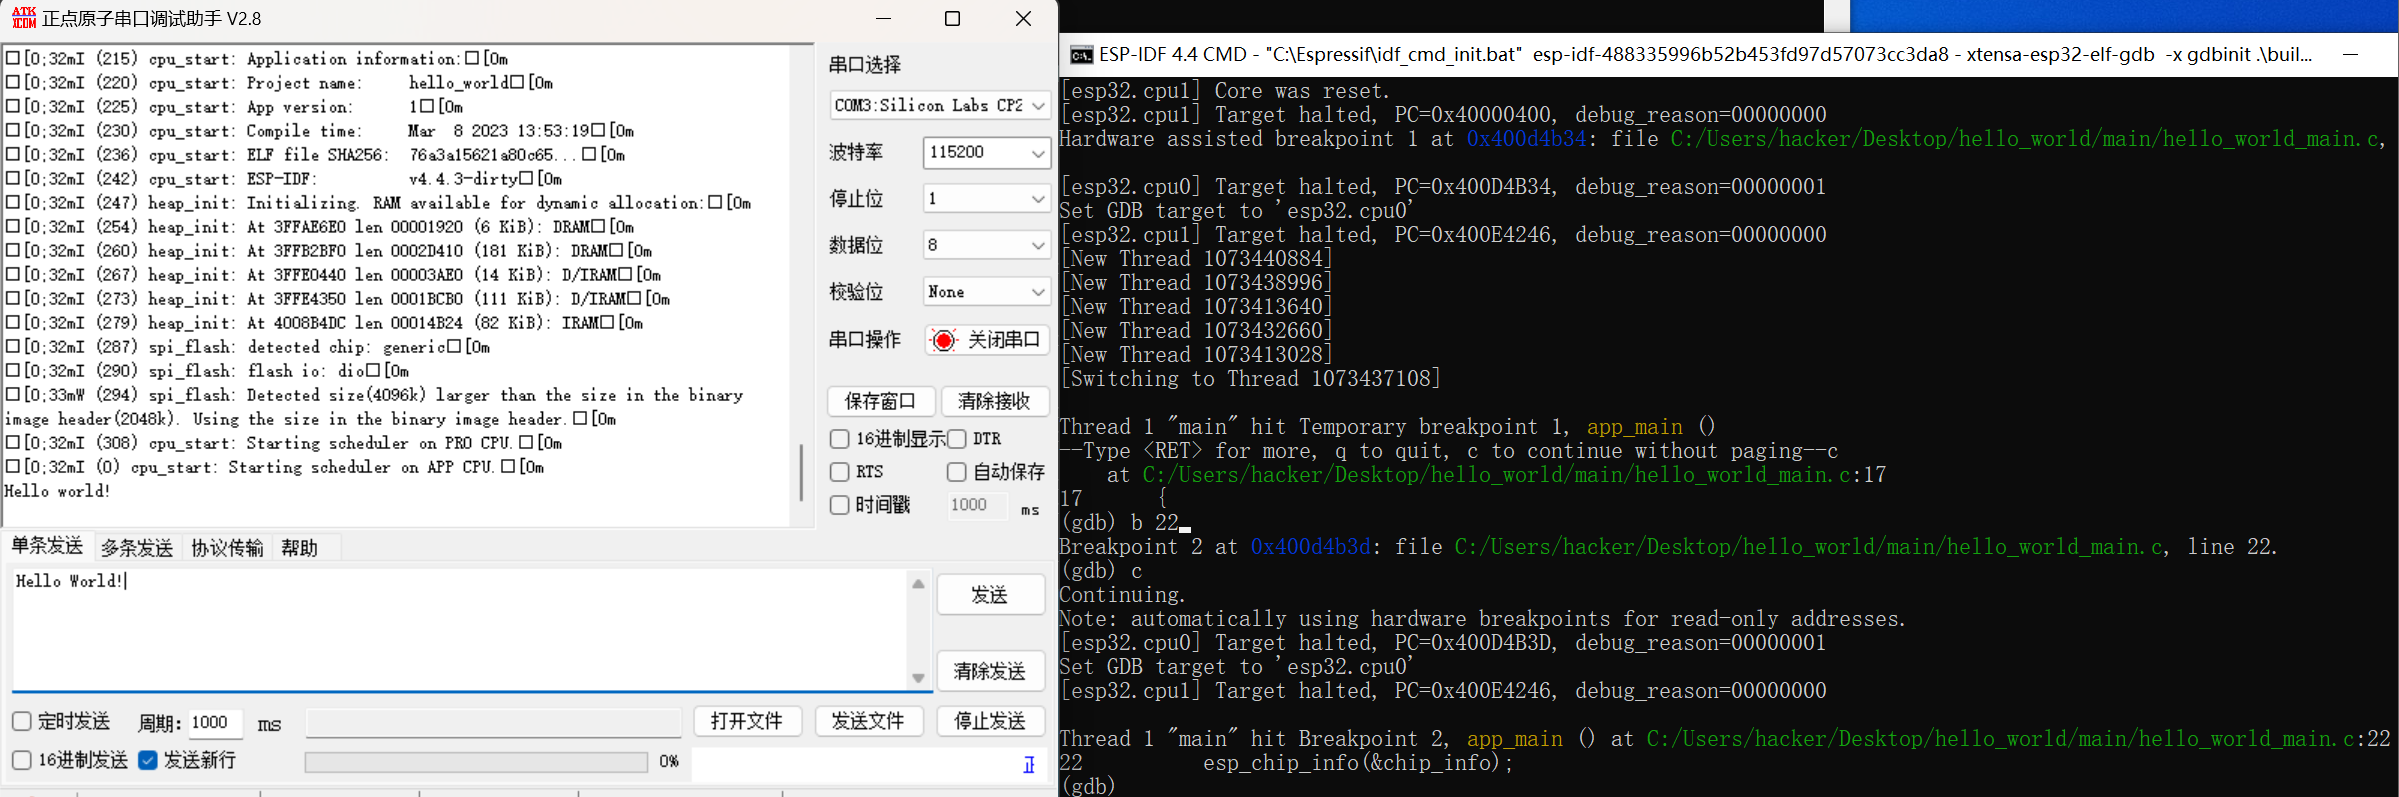 ATK
XCOM 正点原子串口调试助手 V2.8
□[0;32mI (215) cpu_start: Application information:□[0m
□[0;32mI (220) cpu_start: Project name:     hello_world□[0m
□[0;32mI (225) cpu_start: App version:      1□[0m
□[0;32mI (230) cpu_start: Compile time:     Mar  8 2023 13:53:19□[0m
□[0;32mI (236) cpu_start: ELF file SHA256:  76a3a15621a80c65...□[0m
□[0;32mI (242) cpu_start: ESP-IDF:          v4.4.3-dirty□[0m
□[0;32mI (247) heap_init: Initializing. RAM available for dynamic allocation:□[0m
□[0;32mI (254) heap_init: At 3FFAE6E0 len 00001920 (6 KiB): DRAM□[0m
□[0;32mI (260) heap_init: At 3FFB2BF0 len 0002D410 (181 KiB): DRAM□[0m
□[0;32mI (267) heap_init: At 3FFE0440 len 00003AE0 (14 KiB): D/IRAM□[0m
□[0;32mI (273) heap_init: At 3FFE4350 len 0001BCB0 (111 KiB): D/IRAM□[0m
□[0;32mI (279) heap_init: At 4008B4DC len 00014B24 (82 KiB): IRAM□[0m
□[0;32mI (287) spi_flash: detected chip: generic□[0m
□[0;32mI (290) spi_flash: flash io: dio□[0m
□[0;33mW (294) spi_flash: Detected size(4096k) larger than the size in the binary
image header(2048k). Using the size in the binary image header.□[0m
□[0;32mI (308) cpu_start: Starting scheduler on PRO CPU.□[0m
□[0;32mI (0) cpu_start: Starting scheduler on APP CPU.□[0m
Hello world!
串口选择
COM3:Silicon Labs CP2
波特率 115200
停止位 1
数据位 8
校验位 None
串口操作 关闭串口
保存窗口 清除接收
16进制显示 DTR
RTS 自动保存
时间戳 1000 ms
单条发送 多条发送 协议传输 帮助
Hello World!
发送
清除发送
定时发送 周期: 1000 ms 打开文件 发送文件 停止发送
16进制发送 发送新行 0% 正
ESP-IDF 4.4 CMD - "C:\Espressif\idf_cmd_init.bat"  esp-idf-488335996b52b453fd97d57073cc3da8 - xtensa-esp32-elf-gdb  -x gdbinit .\buil...
[esp32.cpu1] Core was reset.
[esp32.cpu1] Target halted, PC=0x40000400, debug_reason=00000000
Hardware assisted breakpoint 1 at 0x400d4b34: file C:/Users/hacker/Desktop/hello_world/main/hello_world_main.c,
[esp32.cpu0] Target halted, PC=0x400D4B34, debug_reason=00000001
Set GDB target to 'esp32.cpu0'
[esp32.cpu1] Target halted, PC=0x400E4246, debug_reason=00000000
[New Thread 1073440884]
[New Thread 1073438996]
[New Thread 1073413640]
[New Thread 1073432660]
[New Thread 1073413028]
[Switching to Thread 1073437108]
Thread 1 "main" hit Temporary breakpoint 1, app_main ()
--Type <RET> for more, q to quit, c to continue without paging--c
    at C:/Users/hacker/Desktop/hello_world/main/hello_world_main.c:17
17      {
(gdb) b 22
Breakpoint 2 at 0x400d4b3d: file C:/Users/hacker/Desktop/hello_world/main/hello_world_main.c, line 22.
(gdb) c
Continuing.
Note: automatically using hardware breakpoints for read-only addresses.
[esp32.cpu0] Target halted, PC=0x400D4B3D, debug_reason=00000001
Set GDB target to 'esp32.cpu0'
[esp32.cpu1] Target halted, PC=0x400E4246, debug_reason=00000000
Thread 1 "main" hit Breakpoint 2, app_main () at C:/Users/hacker/Desktop/hello_world/main/hello_world_main.c:22
22          esp_chip_info(&chip_info);
(gdb)